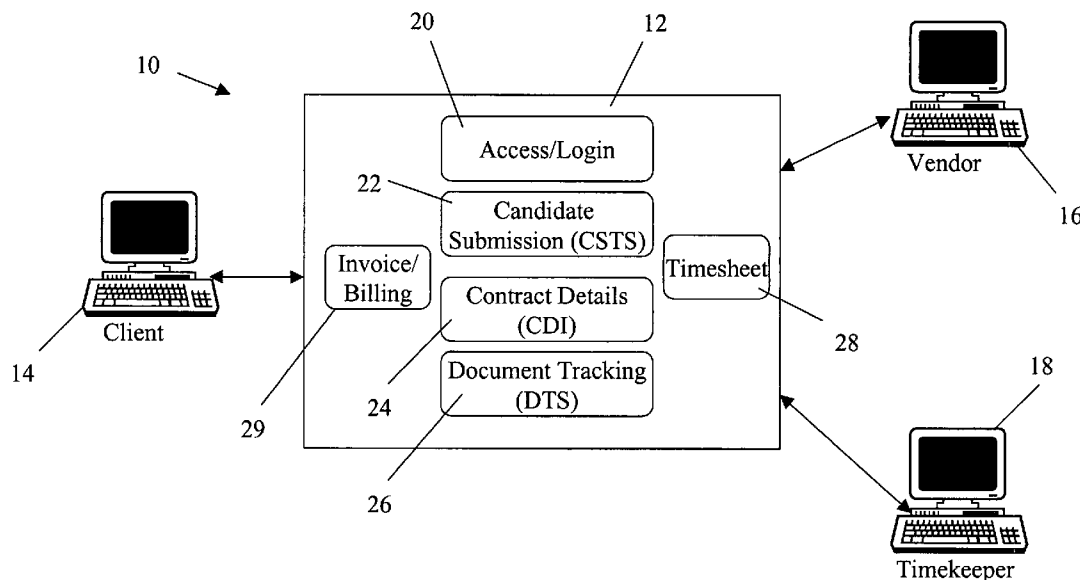 20
12
10
Access/Login
Vendor
22
Candidate
Submission (CSTS)
16
Invoice/
Billing
Timesheet
Contract Details
(CDI)
Client
28
14
24
Document Tracking
(DTS)
18
29
26
Timekeeper